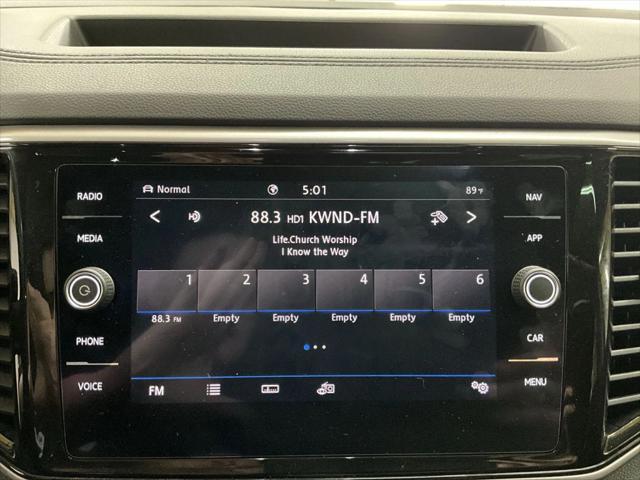 RADIO
MEDIA
PHONE
VOICE
Normal
5:01
89°F
88.3 HD1 KWND-FM
Life.Church Worship
I Know the Way
1 2 3 4 5 6
88.3 FM Empty Empty Empty Empty Empty
FM
NAV
APP
CAR
MENU